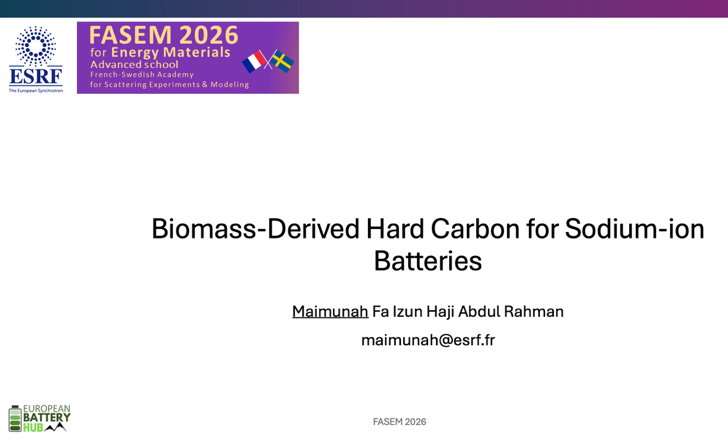 ESRF
The European Synchrotron
FASEM 2026
for Energy Materials
Advanced school
French-Swedish Academy
for Scattering Experiments & Modeling
Biomass-Derived Hard Carbon for Sodium-ion
Batteries
Maimunah Fa Izun Haji Abdul Rahman
maimunah@esrf.fr
EUROPEAN
BATTERY
HUB
FASEM 2026